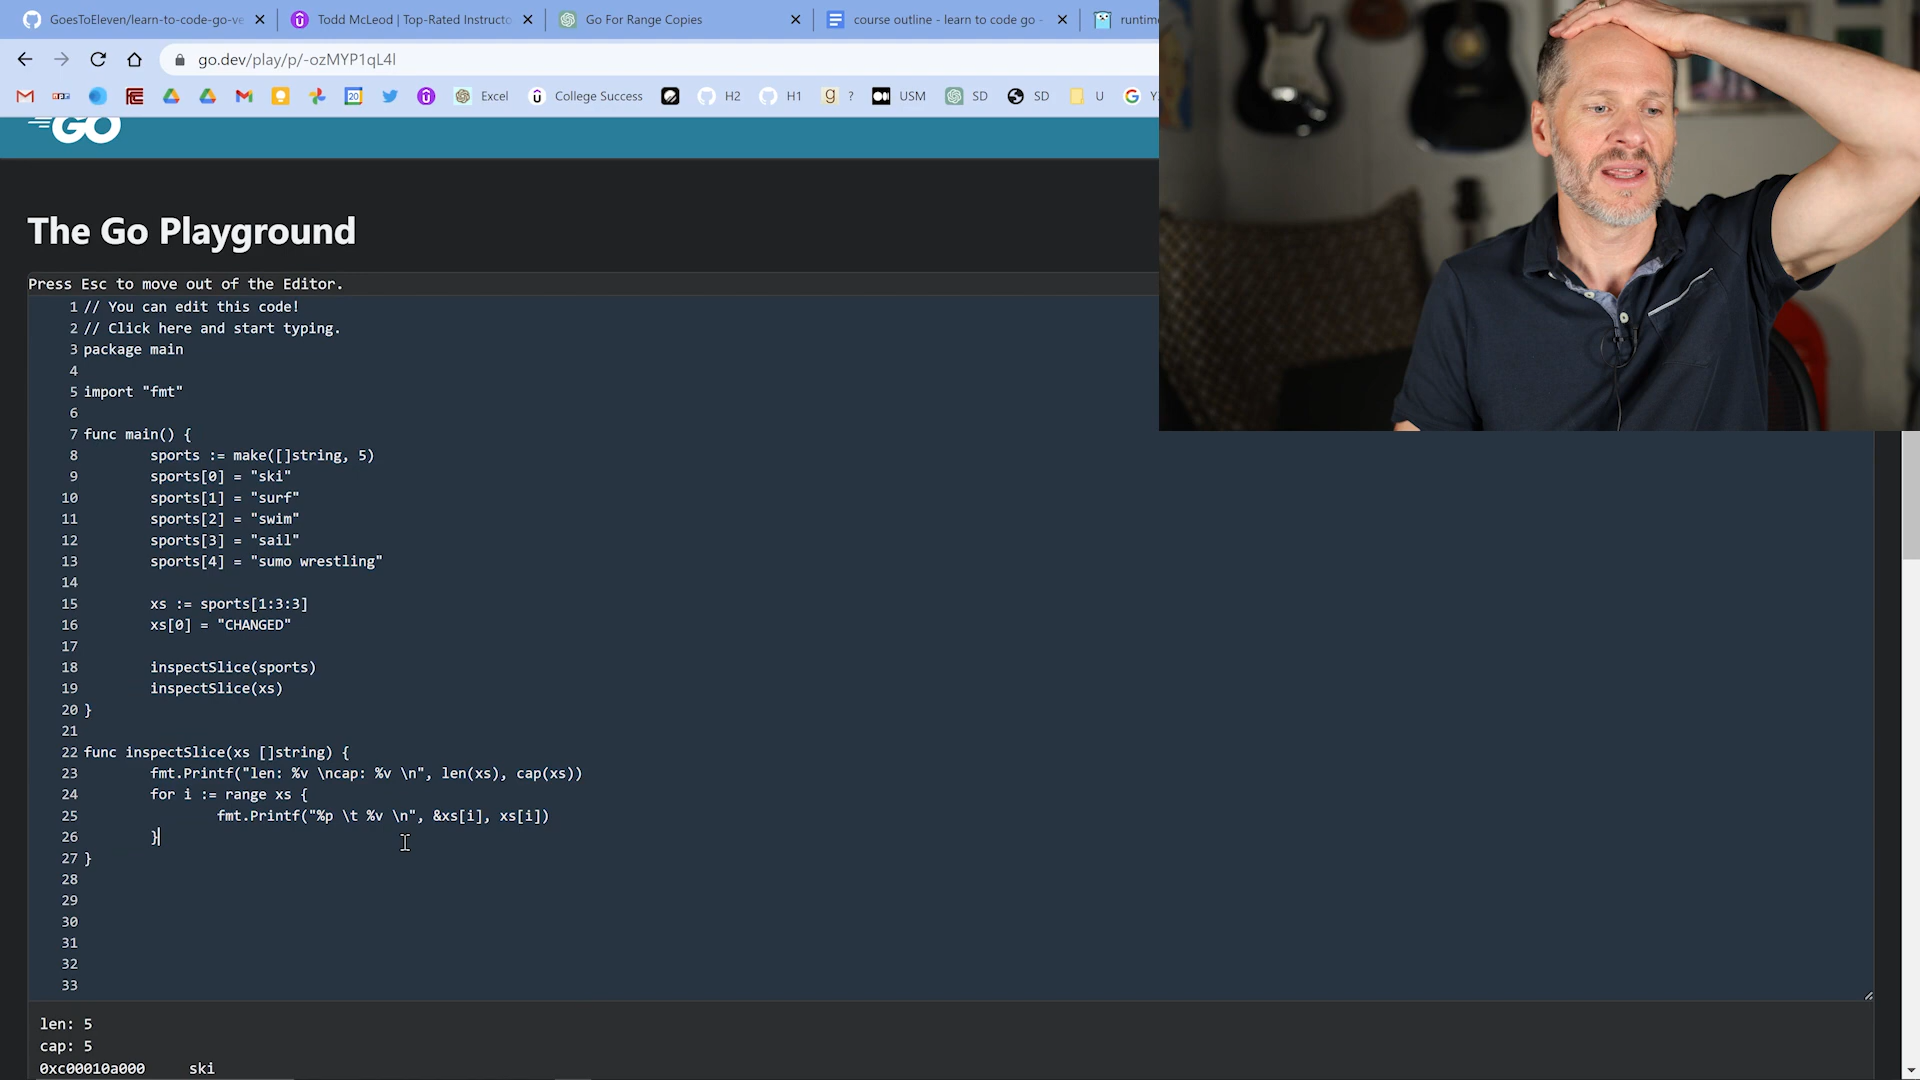 GoesToEleven/learn-to-code-go-ve
Todd McLeod | Top-Rated Instructo
Go For Range Copies
course outline - learn to code go -
runtime
go.dev/play/p/-ozMYP1qL4l
Excel
College Success
H2
H1
?
USM
SD
SD
U
Y
GO
The Go Playground
Press Esc to move out of the Editor.
1 // You can edit this code!
2 // Click here and start typing.
3 package main
4
5 import "fmt"
6
7 func main() {
8 sports := make([]string, 5)
9 sports[0] = "ski"
10 sports[1] = "surf"
11 sports[2] = "swim"
12 sports[3] = "sail"
13 sports[4] = "sumo wrestling"
14
15 xs := sports[1:3:3]
16 xs[0] = "CHANGED"
17
18 inspectSlice(sports)
19 inspectSlice(xs)
20 }
21
22 func inspectSlice(xs []string) {
23 fmt.Printf("len: %v \ncap: %v \n", len(xs), cap(xs))
24 for i := range xs {
25 fmt.Printf("%p \t %v \n", &xs[i], xs[i])
26 }
27 }
28
29
30
31
32
33
len: 5
cap: 5
0xc00010a000 ski